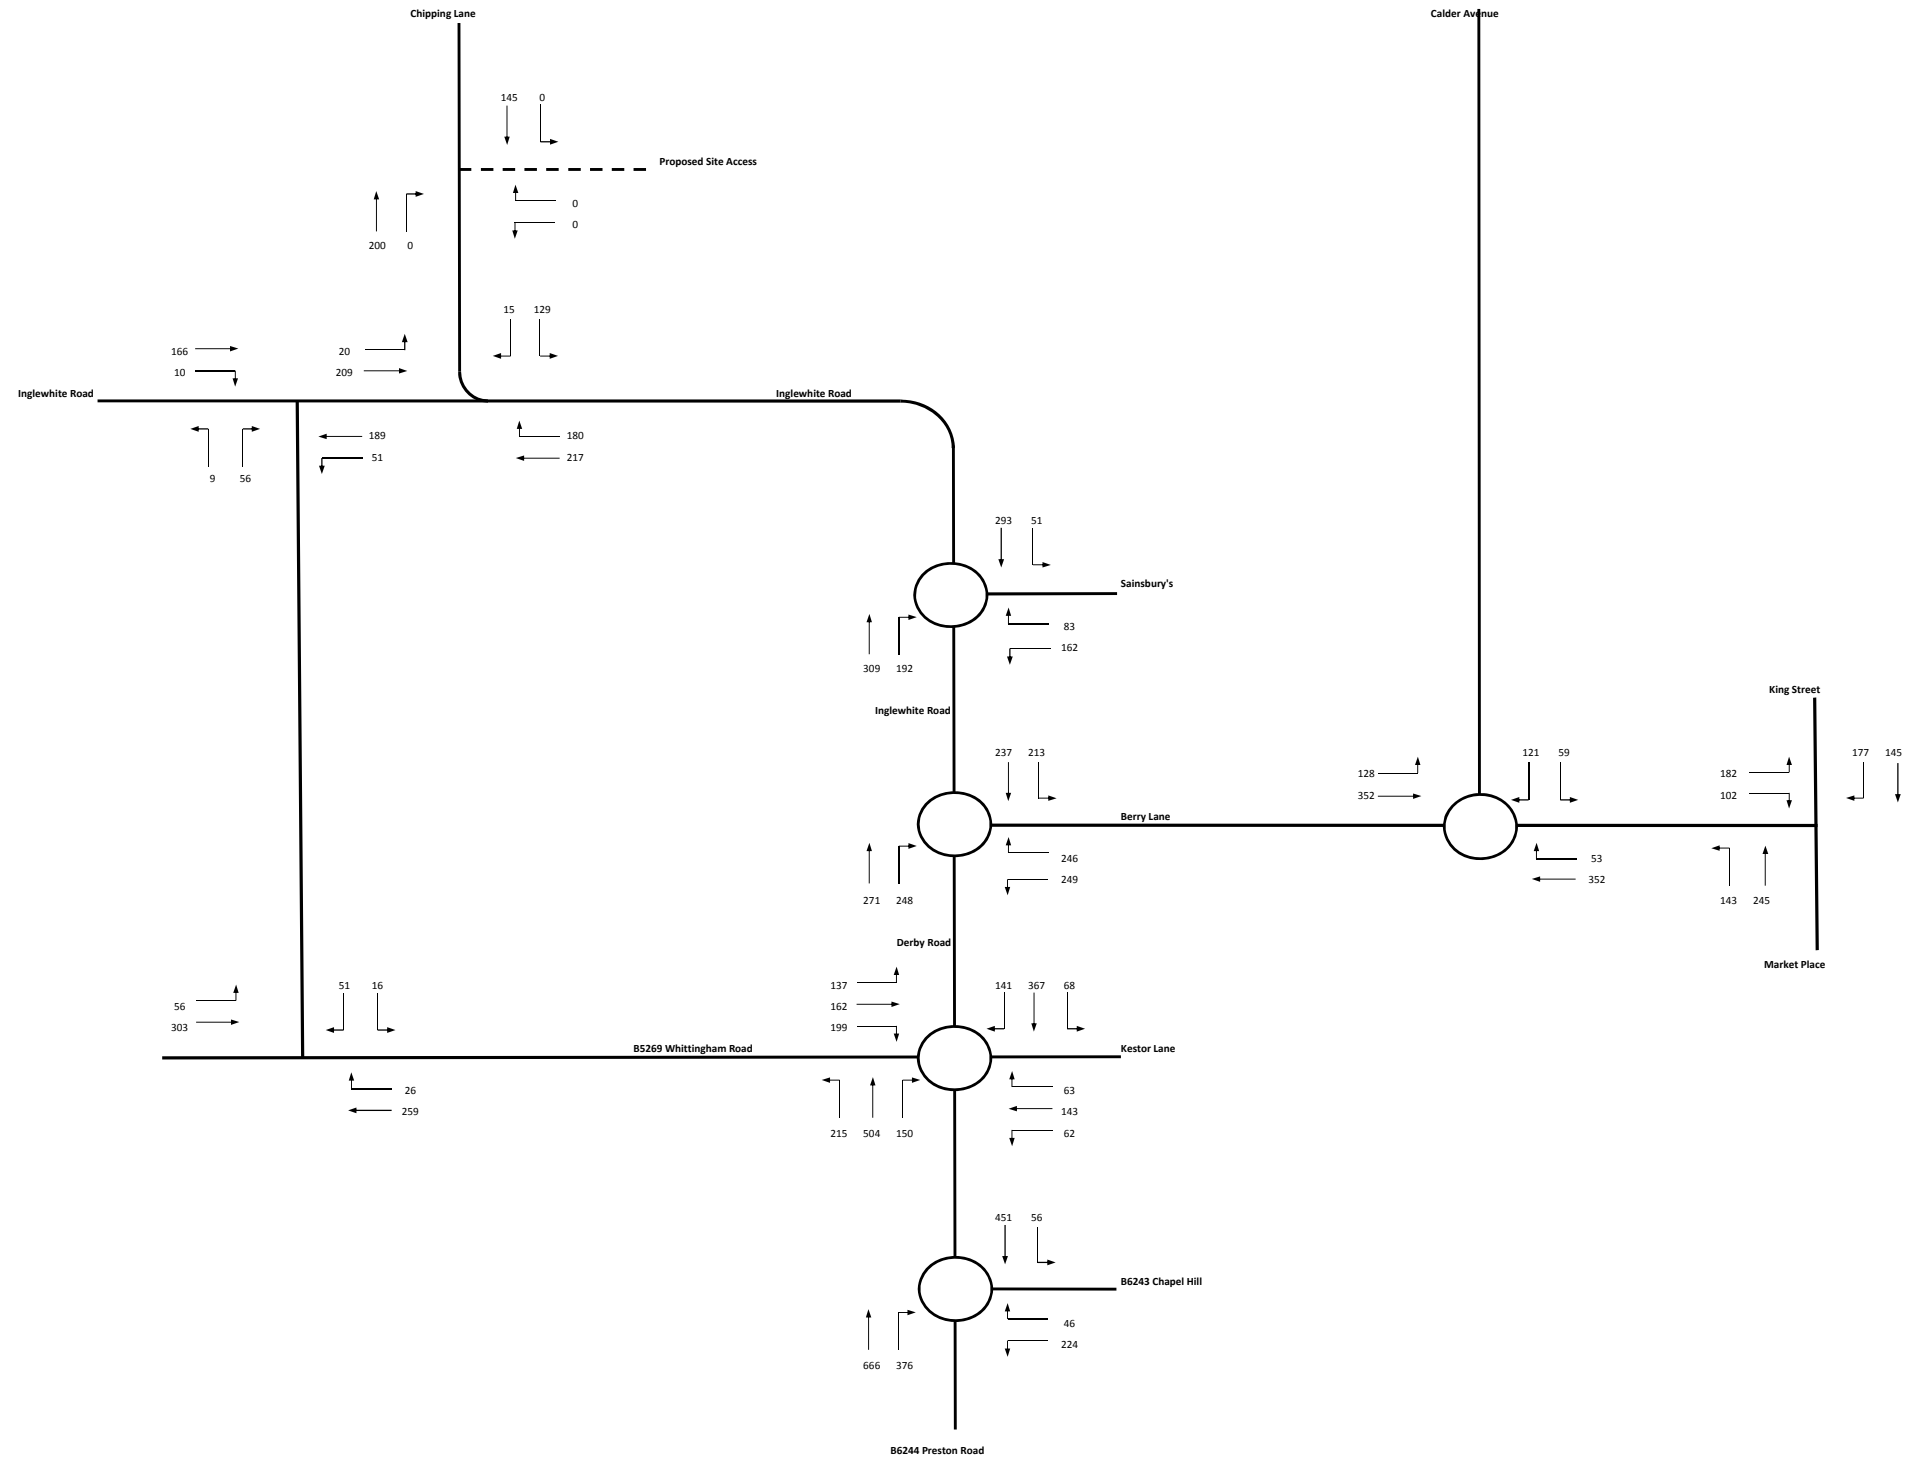 Chipping Lane
Calder Avenue
145 0
Proposed Site Access
0
0
200 0
15 129
166
10
20
209
Inglewhite Road
Inglewhite Road
9 56
189
51
180
217
293 51
Sainsbury's
83
162
309 192
Inglewhite Road
King Street
237 213
128
352
121 59
182
102
177 145
Berry Lane
246
249
271 248
53
352
143 245
Derby Road
Market Place
56
303
51 16
137
162
199
141 367 68
B5269 Whittingham Road
Kestor Lane
26
259
215 504 150
63
143
62
451 56
B6243 Chapel Hill
46
224
666 376
B6244 Preston Road